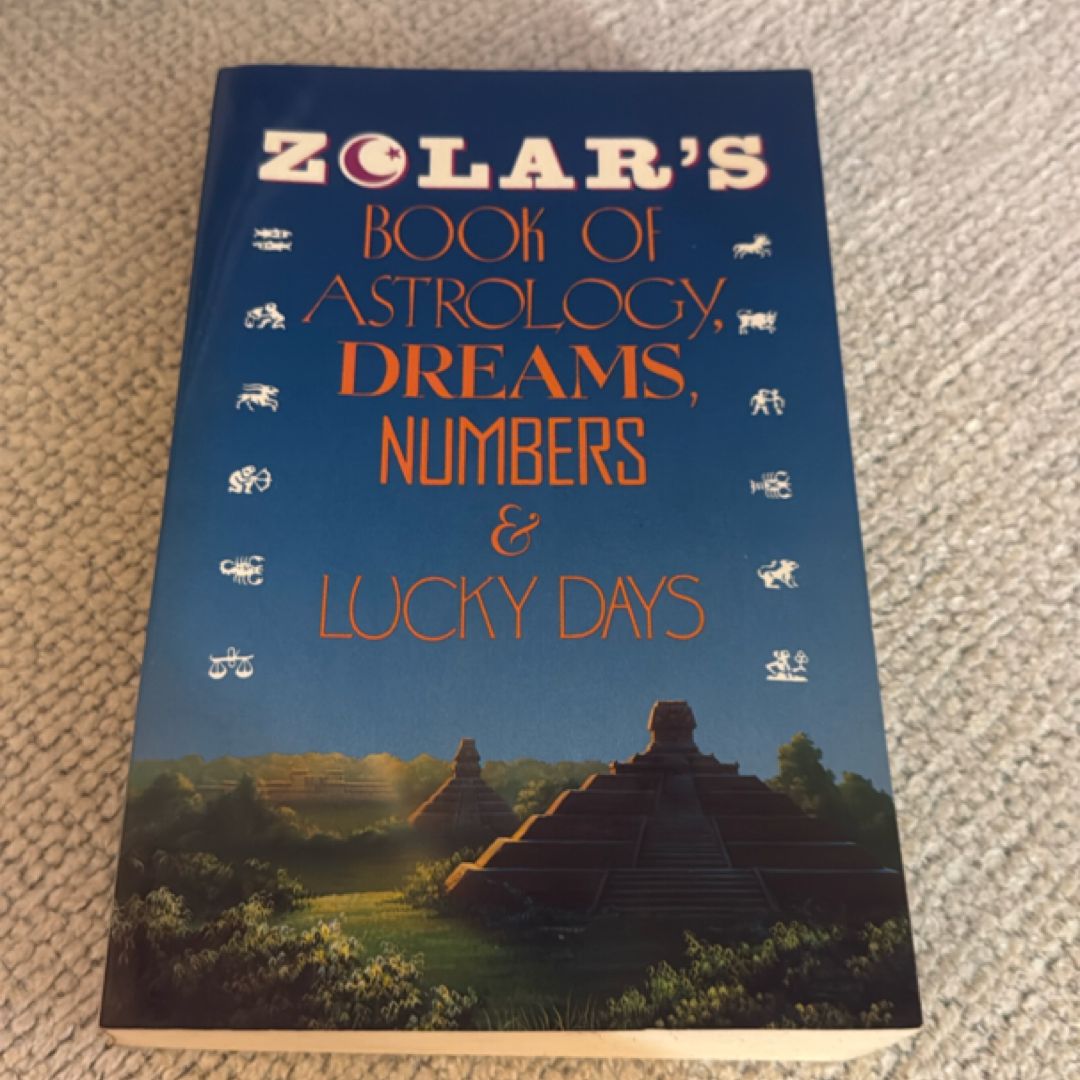 ZOLAR'S
BOOK OF
ASTROLOGY,
DREAMS,
NUMBERS
&
LUCKY DAYS